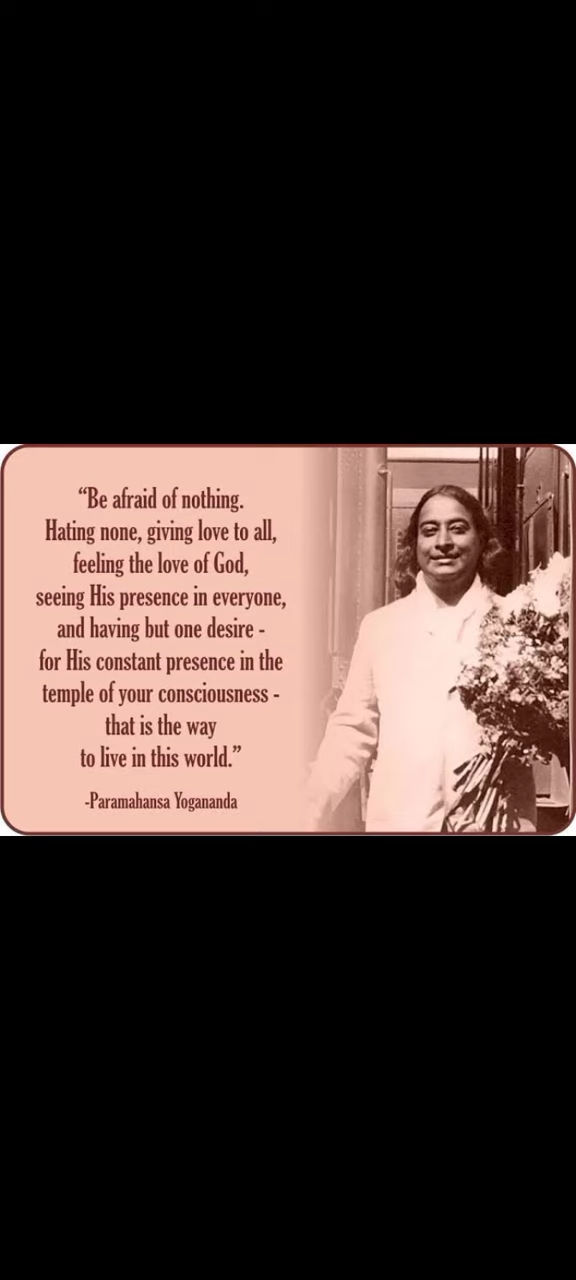 “Be afraid of nothing.
Hating none, giving love to all,
feeling the love of God,
seeing His presence in everyone,
and having but one desire -
for His constant presence in the
temple of your consciousness -
that is the way
to live in this world.”
-Paramahansa Yogananda